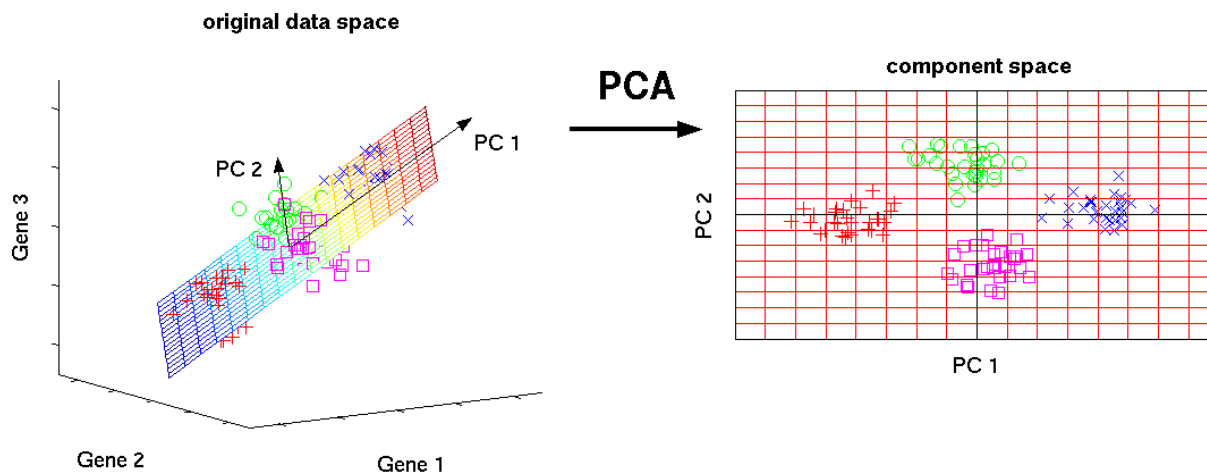 original data space
PCA
component space
PC 1
PC 2
Gene 3
PC 2
Gene 2
Gene 1
PC 1